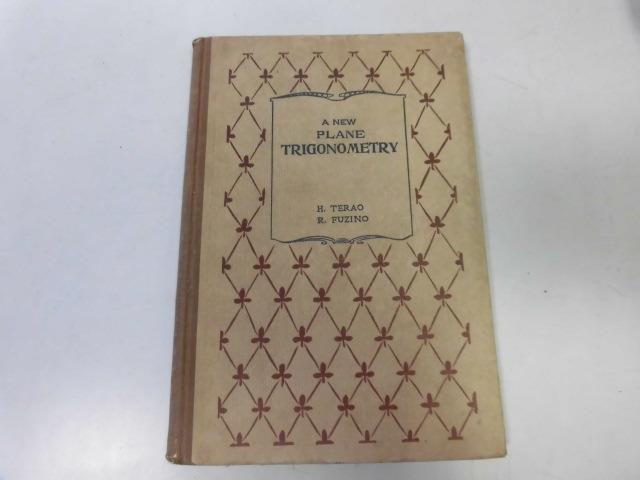 A NEW
PLANE
TRIGONOMETRY
H. TERAO
R. FUZINO